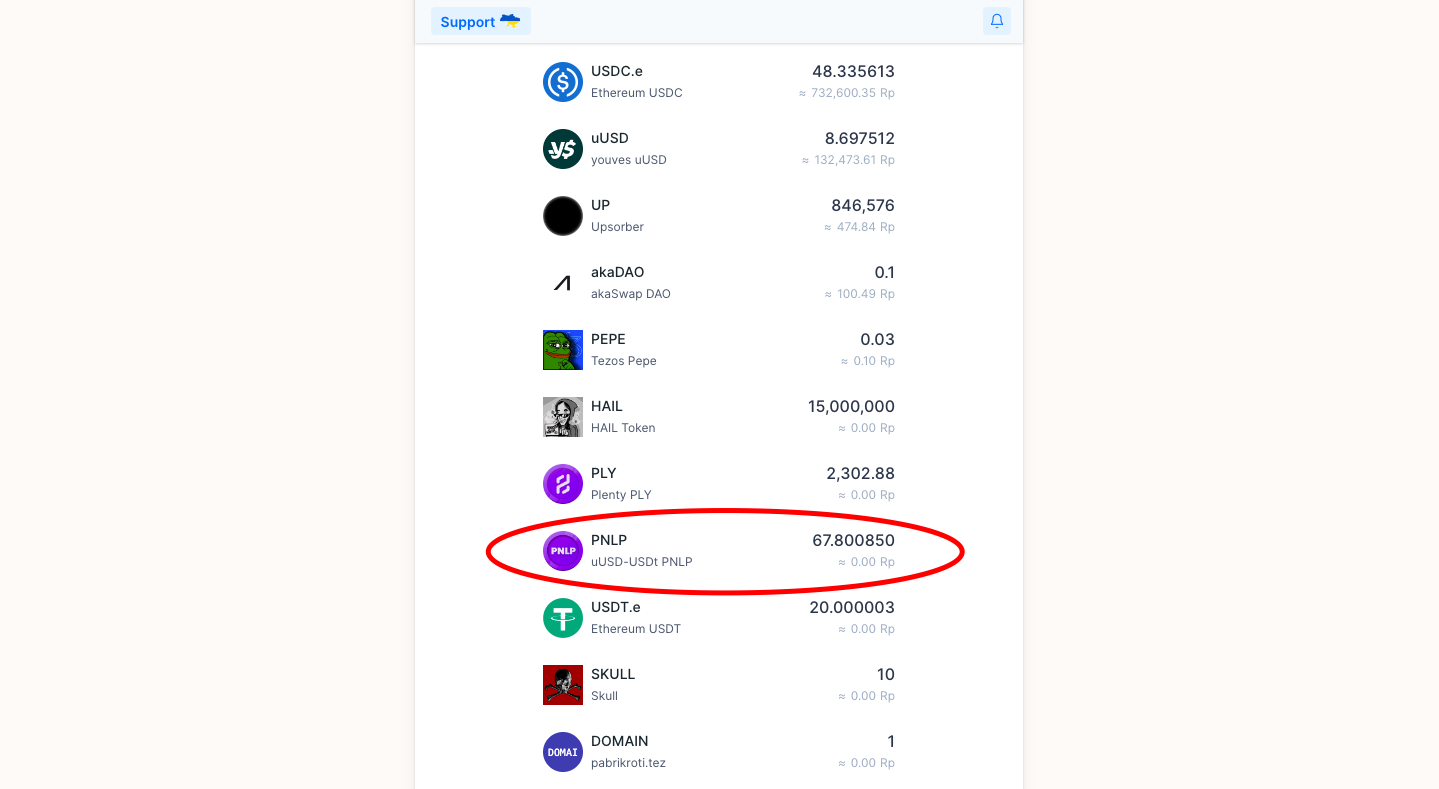 Support
USDC.e 48.335613
Ethereum USDC ≈ 732,600.35 Rp
uUSD 8.697512
youves uUSD ≈ 132,473.61 Rp
UP 846,576
Upsorber ≈ 474.84 Rp
akaDAO 0.1
akaSwap DAO ≈ 100.49 Rp
PEPE 0.03
Tezos Pepe ≈ 0.10 Rp
HAIL 15,000,000
HAIL Token ≈ 0.00 Rp
PLY 2,302.88
Plenty PLY ≈ 0.00 Rp
PNLP
PNLP 67.800850
uUSD-USDt PNLP ≈ 0.00 Rp
USDT.e 20.000003
Ethereum USDT ≈ 0.00 Rp
SKULL 10
Skull ≈ 0.00 Rp
DOMAI
DOMAIN 1
pabrikroti.tez ≈ 0.00 Rp